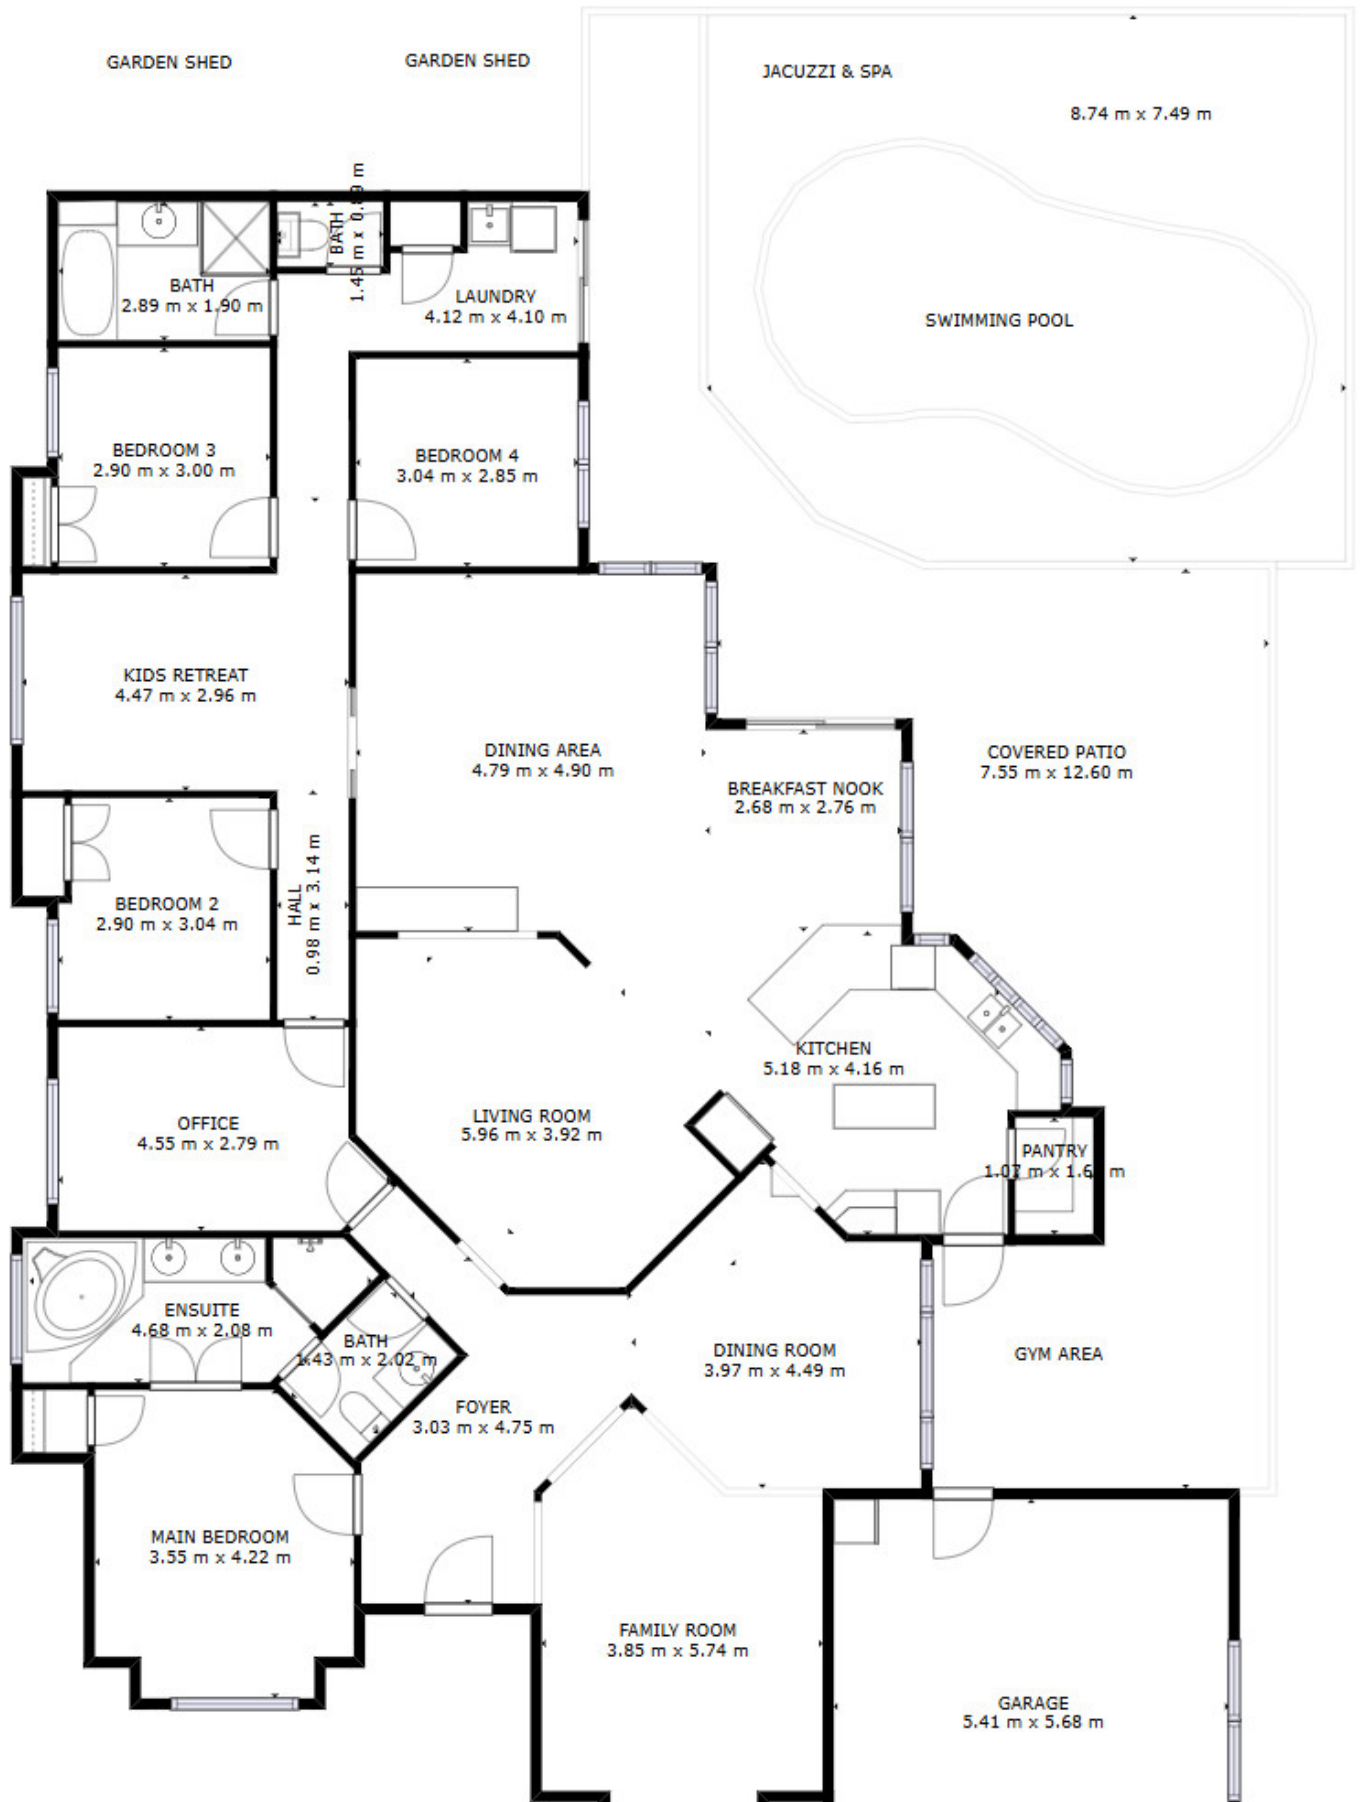 GARDEN SHED
GARDEN SHED
JACUZZI & SPA
8.74 m x 7.49 m
BATH
1.45 m x 0.89 m
BATH
2.89 m x 1.90 m
LAUNDRY
4.12 m x 4.10 m
SWIMMING POOL
BEDROOM 3
2.90 m x 3.00 m
BEDROOM 4
3.04 m x 2.85 m
KIDS RETREAT
4.47 m x 2.96 m
DINING AREA
4.79 m x 4.90 m
BREAKFAST NOOK
2.68 m x 2.76 m
COVERED PATIO
7.55 m x 12.60 m
BEDROOM 2
2.90 m x 3.04 m
HALL
0.98 m x 3.14 m
KITCHEN
5.18 m x 4.16 m
OFFICE
4.55 m x 2.79 m
LIVING ROOM
5.96 m x 3.92 m
PANTRY
1.07 m x m
ENSUITE
4.68 m x 2.08 m
BATH
1.43 m x 2.02 m
DINING ROOM
3.97 m x 4.49 m
GYM AREA
FOYER
3.03 m x 4.75 m
MAIN BEDROOM
3.55 m x 4.22 m
FAMILY ROOM
3.85 m x 5.74 m
GARAGE
5.41 m x 5.68 m